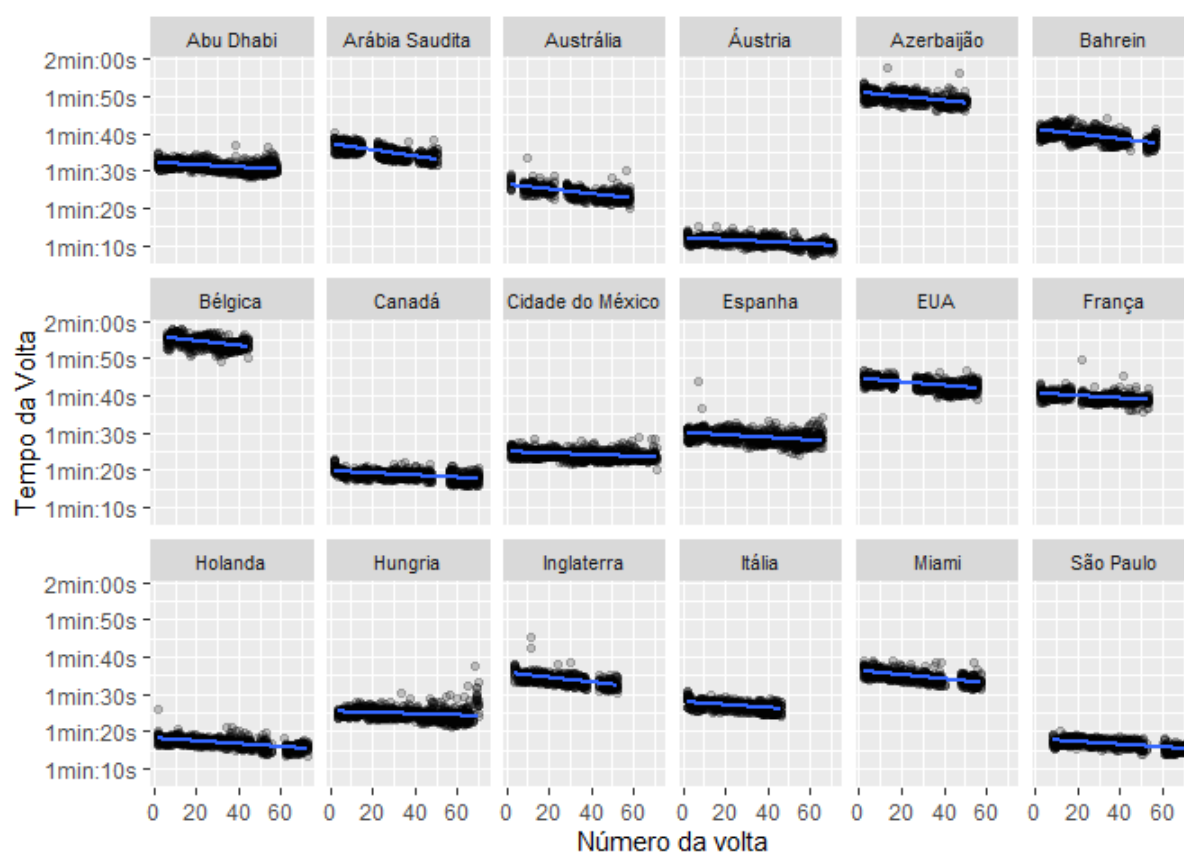 Abu Dhabi Arábia Saudita Austrália Áustria Azerbaijão Bahrein
2min:00s
1min:50s
1min:40s
1min:30s
1min:20s
1min:10s
Bélgica Canadá Cidade do México Espanha EUA França
2min:00s
1min:50s
1min:40s
1min:30s
1min:20s
1min:10s
Tempo da Volta
Holanda Hungria Inglaterra Itália Miami São Paulo
2min:00s
1min:50s
1min:40s
1min:30s
1min:20s
1min:10s
0 20 40 60 0 20 40 60 0 20 40 60 0 20 40 60 0 20 40 60 0 20 40 60
Número da volta